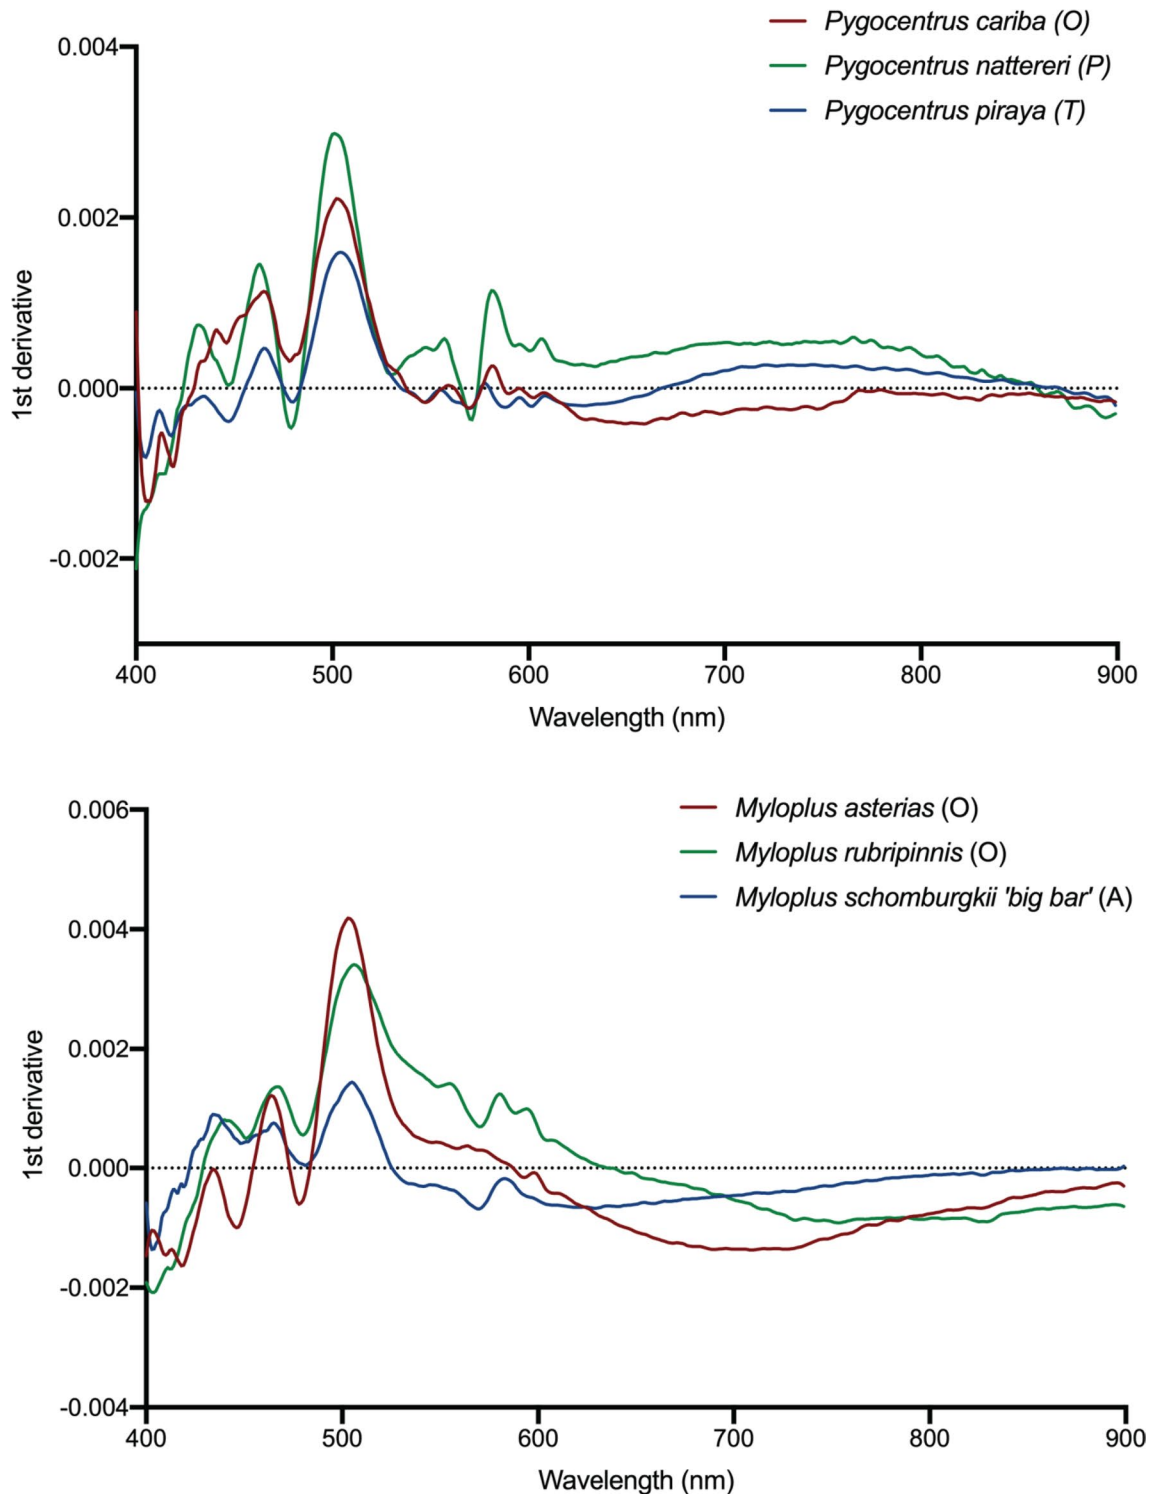 Pygocentrus cariba (O)
Pygocentrus nattereri (P)
Pygocentrus piraya (T)
0.004
0.002
0.000
-0.002
1st derivative
400 500 600 700 800 900
Wavelength (nm)
Myloplus asterias (O)
Myloplus rubripinnis (O)
Myloplus schomburgkii 'big bar' (A)
0.006
0.004
0.002
0.000
-0.002
-0.004
1st derivative
400 500 600 700 800 900
Wavelength (nm)